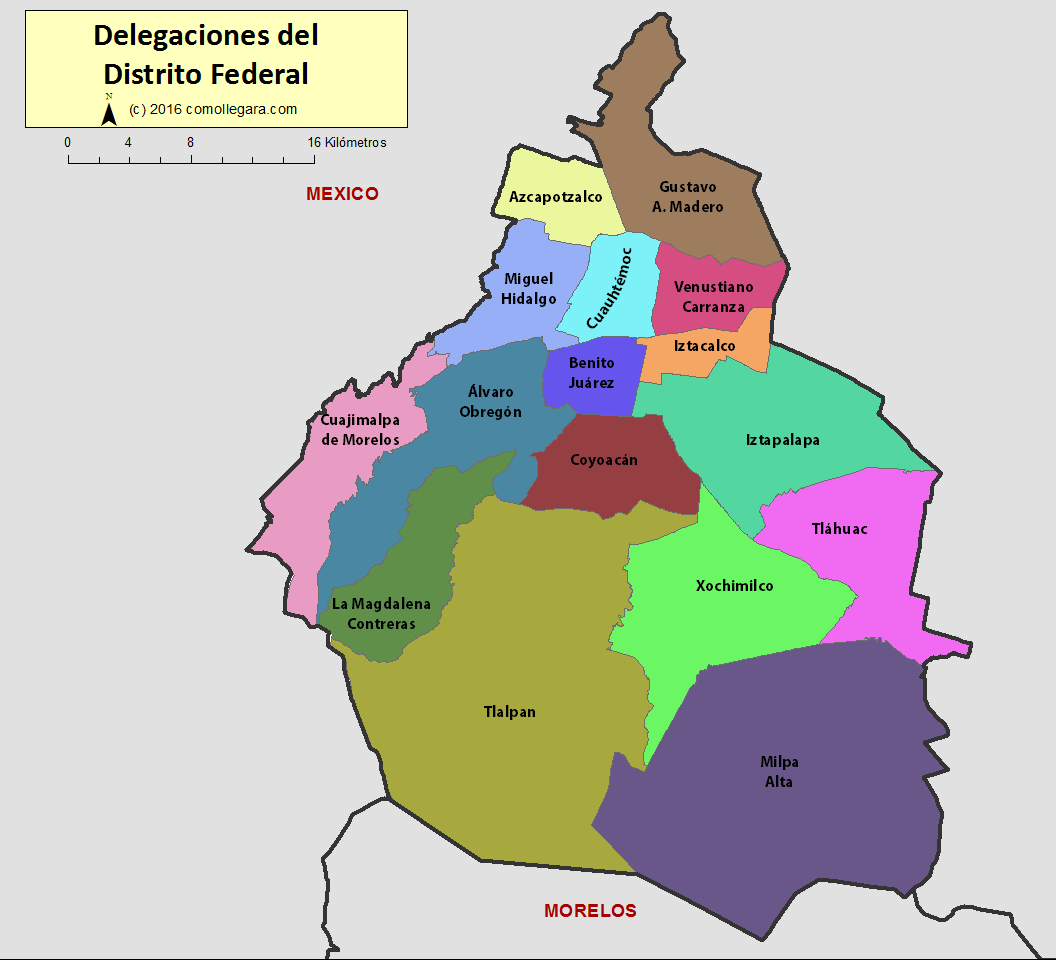 Delegaciones del
Distrito Federal
N
(c) 2016 comollegara.com
0 4 8 16 Kilómetros
MEXICO
Gustavo
A. Madero
Azcapotzalco
Miguel
Hidalgo
Cuauhtémoc
Venustiano
Carranza
Iztacalco
Benito
Juárez
Álvaro
Obregón
Cuajimalpa
de Morelos
Iztapalapa
Coyoacán
Tláhuac
Xochimilco
La Magdalena
Contreras
Tlalpan
Milpa
Alta
MORELOS